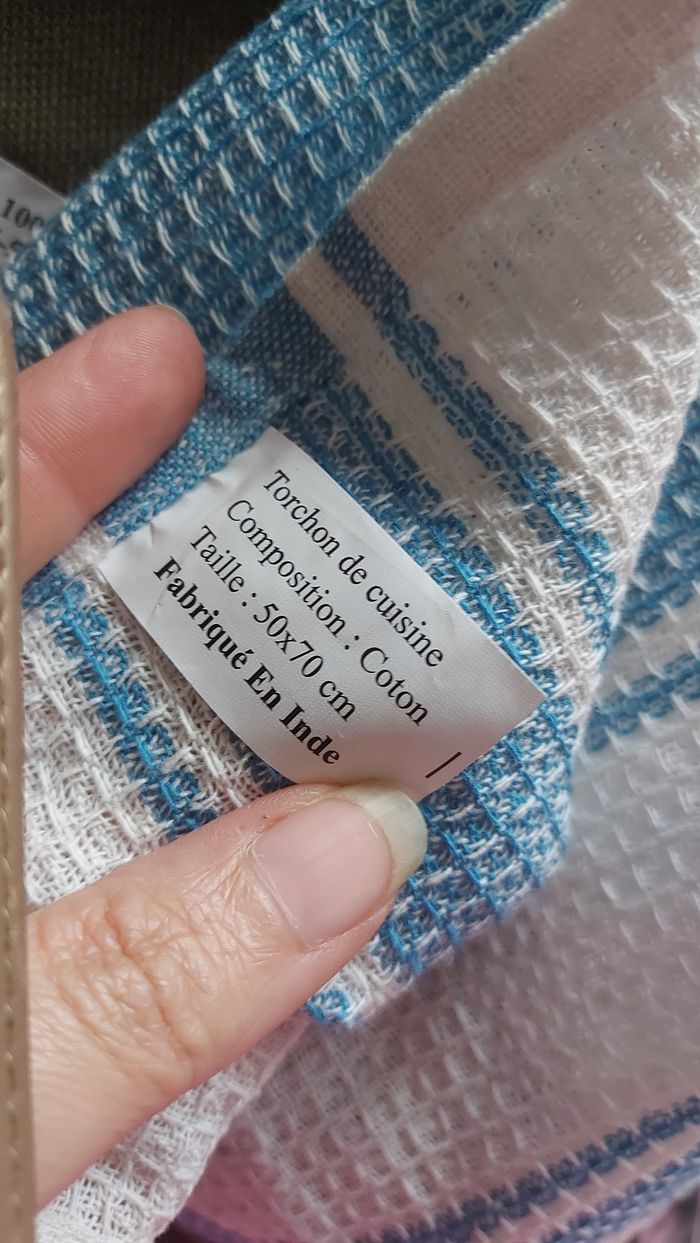 Torchon de cuisine
Composition : Coton
Taille : 50x70 cm
Fabriqué En Inde